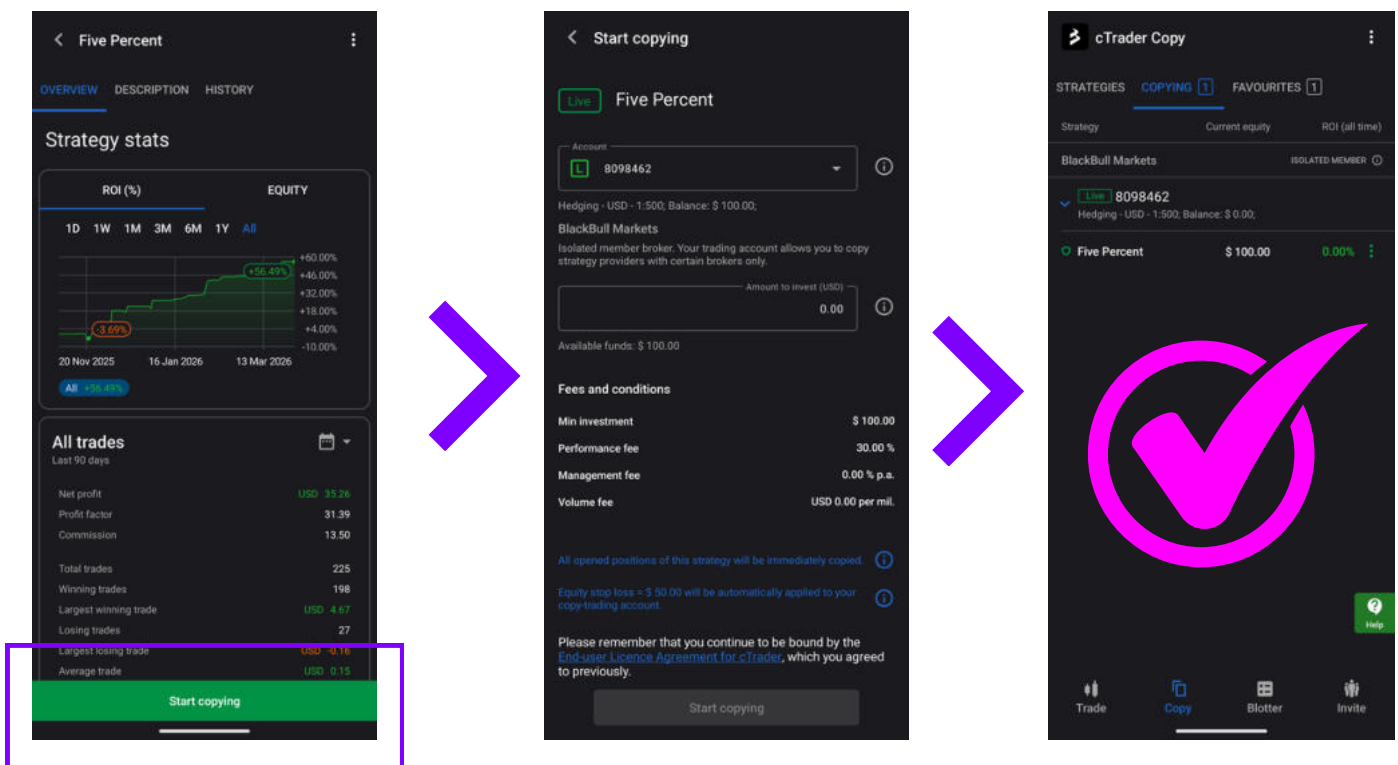 Five Percent
OVERVIEW DESCRIPTION HISTORY
Strategy stats
ROI (%) EQUITY
1D 1W 1M 3M 6M 1Y All
+60.00%
+56.49%
+46.00%
+32.00%
+18.00%
-3.69%
+4.00%
-10.00%
20 Nov 2025 16 Jan 2026 13 Mar 2026
All +56.49%
All trades
Last 90 days
Net profit USD 35.26
Profit factor 31.39
Commission 13.50
Total trades 225
Winning trades 198
Largest winning trade USD 4.67
Losing trades 27
Largest losing trade USD -0.16
Average trade USD 0.15
Start copying
Start copying
Live Five Percent
Account
L 8098462
Hedging - USD - 1:500; Balance: $ 100.00;
BlackBull Markets
Isolated member broker. Your trading account allows you to copy
strategy providers with certain brokers only.
Amount to invest (USD)
0.00
Available funds: $ 100.00
Fees and conditions
Min investment $ 100.00
Performance fee 30.00 %
Management fee 0.00 % p.a.
Volume fee USD 0.00 per mil.
All opened positions of this strategy will be immediately copied.
Equity stop loss = $ 50.00 will be automatically applied to your
copy-trading account.
Please remember that you continue to be bound by the
End-user Licence Agreement for cTrader, which you agreed
to previously.
Start copying
cTrader Copy
STRATEGIES COPYING 1 FAVOURITES 1
Strategy Current equity ROI (all time)
BlackBull Markets ISOLATED MEMBER
Live 8098462
Hedging - USD - 1:500; Balance: $ 0.00;
Five Percent $ 100.00 0.00%
Help
Trade Copy Blotter Invite